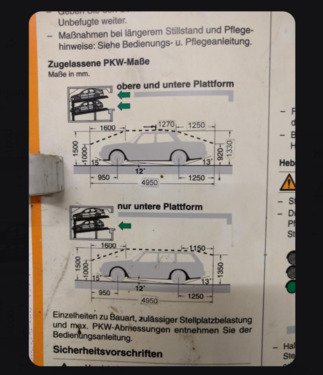 Unbefugte weiter.
– Maßnahmen bei längerem Stillstand und Pflege-
hinweise: Siehe Bedienungs- u. Pflegeanleitung.
Zugelassene PKW-Maße
Maße in mm.
obere und untere Plattform
1600 1270 1250
1500 1000 920 1330
15° 12° 13°
950 1250
4950
nur untere Plattform
1600 1150
1500 1000 1350
12°
950 1250
4950
Einzelheiten zu Bauart, zulässiger Stellplatzbelastung
und max. PKW-Abmessungen entnehmen Sie der
Bedienungsanleitung.
Sicherheitsvorschriften
Hebe